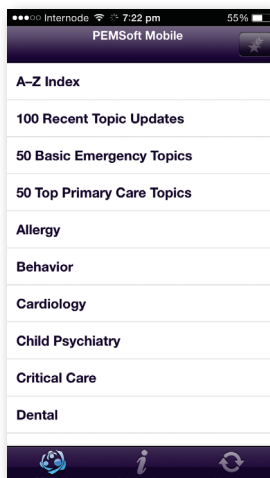 Internode 7:22 pm 55%
PEMSoft Mobile
A–Z Index
100 Recent Topic Updates
50 Basic Emergency Topics
50 Top Primary Care Topics
Allergy
Behavior
Cardiology
Child Psychiatry
Critical Care
Dental
i